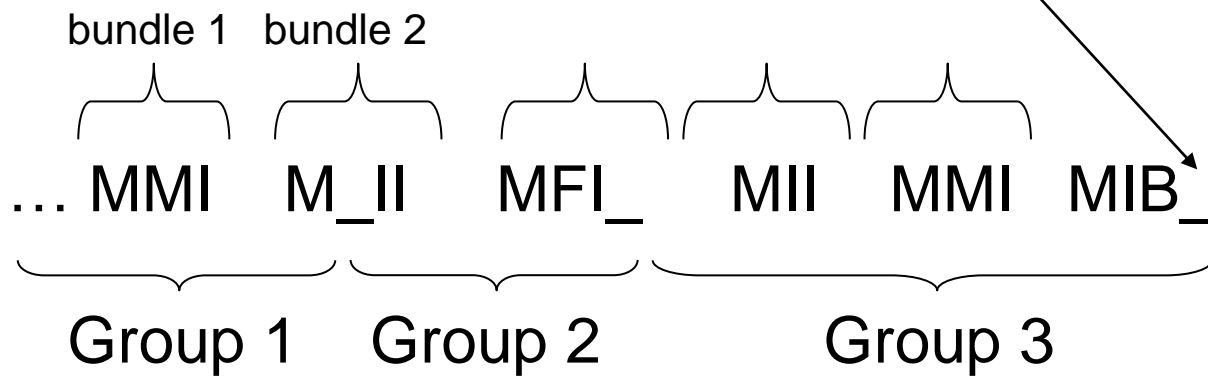 bundle 1 bundle 2
… MMI M_II MFI_ MII MMI MIB_
Group 1 Group 2 Group 3